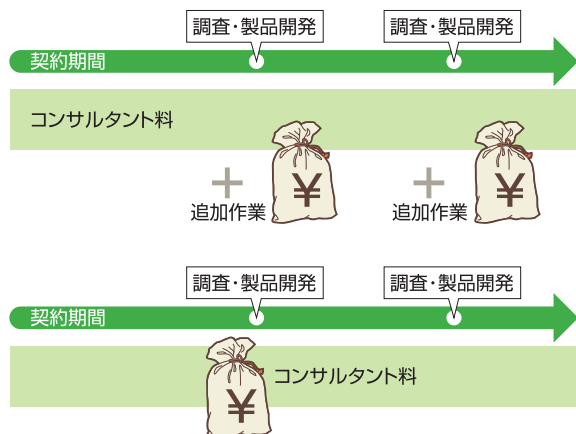 調査・製品開発
調査・製品開発
契約期間
コンサルタント料
¥
¥
＋
＋
追加作業
追加作業
調査・製品開発
調査・製品開発
契約期間
コンサルタント料
¥